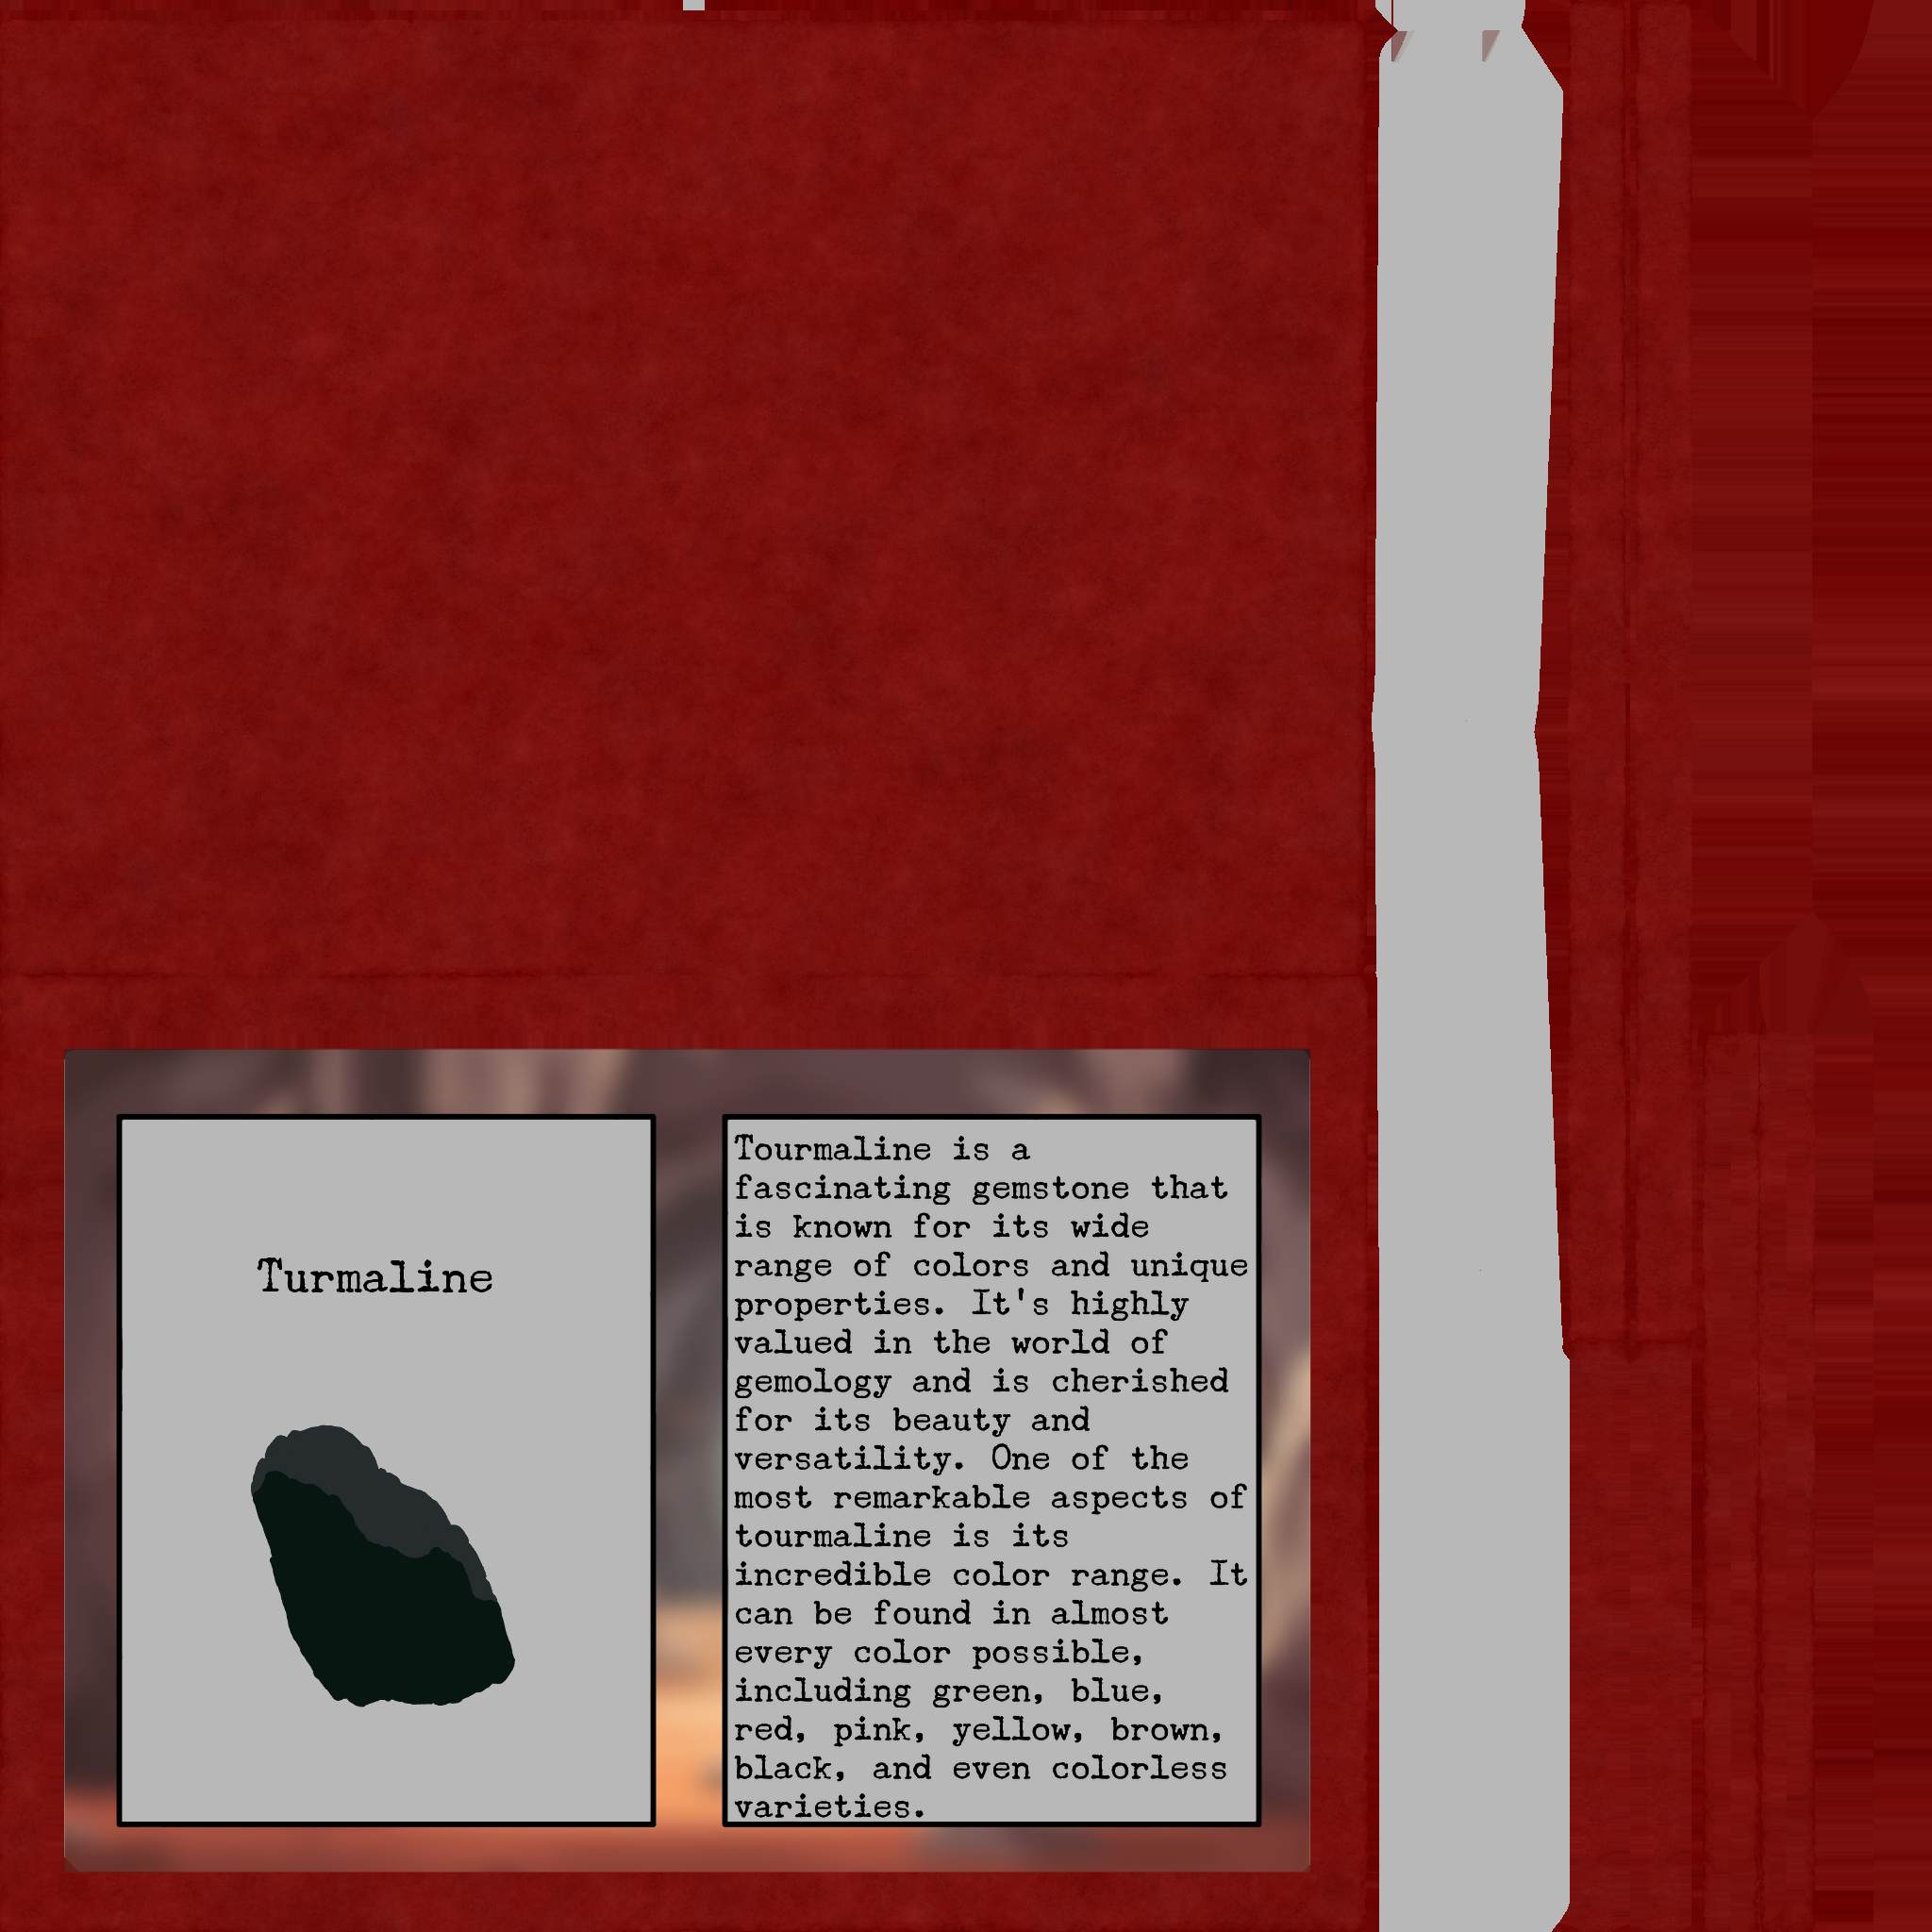 Turmaline
Tourmaline is a
fascinating gemstone that
is known for its wide
range of colors and unique
properties. It's highly
valued in the world of
gemology and is cherished
for its beauty and
versatility. One of the
most remarkable aspects of
tourmaline is its
incredible color range. It
can be found in almost
every color possible,
including green, blue,
red, pink, yellow, brown,
black, and even colorless
varieties.